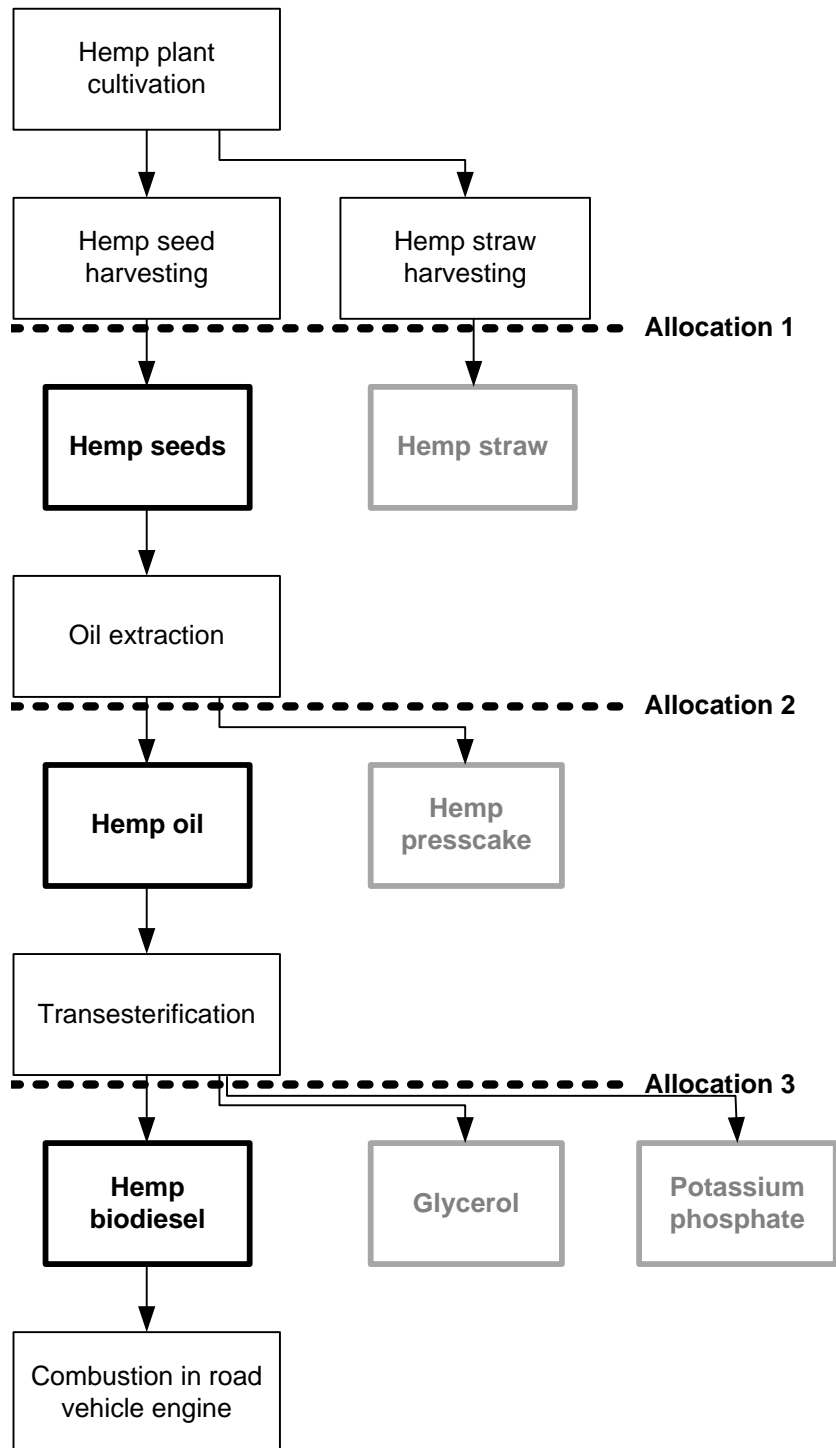 Hemp plant
cultivation
Hemp seed
harvesting
Hemp straw
harvesting
Allocation 1
Hemp seeds
Hemp straw
Oil extraction
Allocation 2
Hemp oil
Hemp
presscake
Transesterification
Allocation 3
Hemp
biodiesel
Glycerol
Potassium
phosphate
Combustion in road
vehicle engine